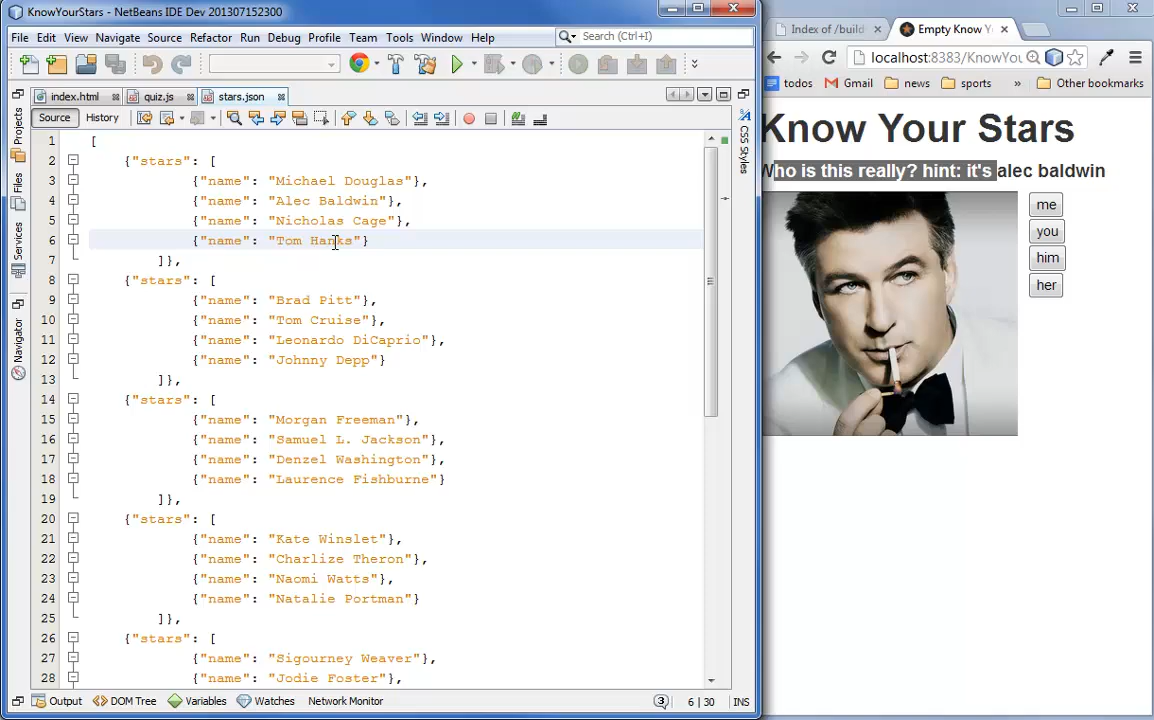 KnowYourStars - NetBeans IDE Dev 201307152300
File Edit View Navigate Source Refactor Run Debug Profile Team Tools Window Help
Search (Ctrl+I)
index.html quiz.js stars.json
Source History
1 [
2 {"stars": [
3 {"name": "Michael Douglas"},
4 {"name": "Alec Baldwin"},
5 {"name": "Nicholas Cage"},
6 {"name": "Tom Hanks"}
7 ]},
8 {"stars": [
9 {"name": "Brad Pitt"},
10 {"name": "Tom Cruise"},
11 {"name": "Leonardo DiCaprio"},
12 {"name": "Johnny Depp"}
13 ]},
14 {"stars": [
15 {"name": "Morgan Freeman"},
16 {"name": "Samuel L. Jackson"},
17 {"name": "Denzel Washington"},
18 {"name": "Laurence Fishburne"}
19 ]},
20 {"stars": [
21 {"name": "Kate Winslet"},
22 {"name": "Charlize Theron"},
23 {"name": "Naomi Watts"},
24 {"name": "Natalie Portman"}
25 ]},
26 {"stars": [
27 {"name": "Sigourney Weaver"},
28 {"name": "Jodie Foster"},
Projects
Files
Services
Navigator
CSS Styles
Output DOM Tree Variables Watches Network Monitor
3 6 | 30 INS
Index of /build Empty Know Y
localhost:8383/KnowYou
todos Gmail news sports » Other bookmarks
Know Your Stars
Who is this really? hint: it's alec baldwin
me
you
him
her